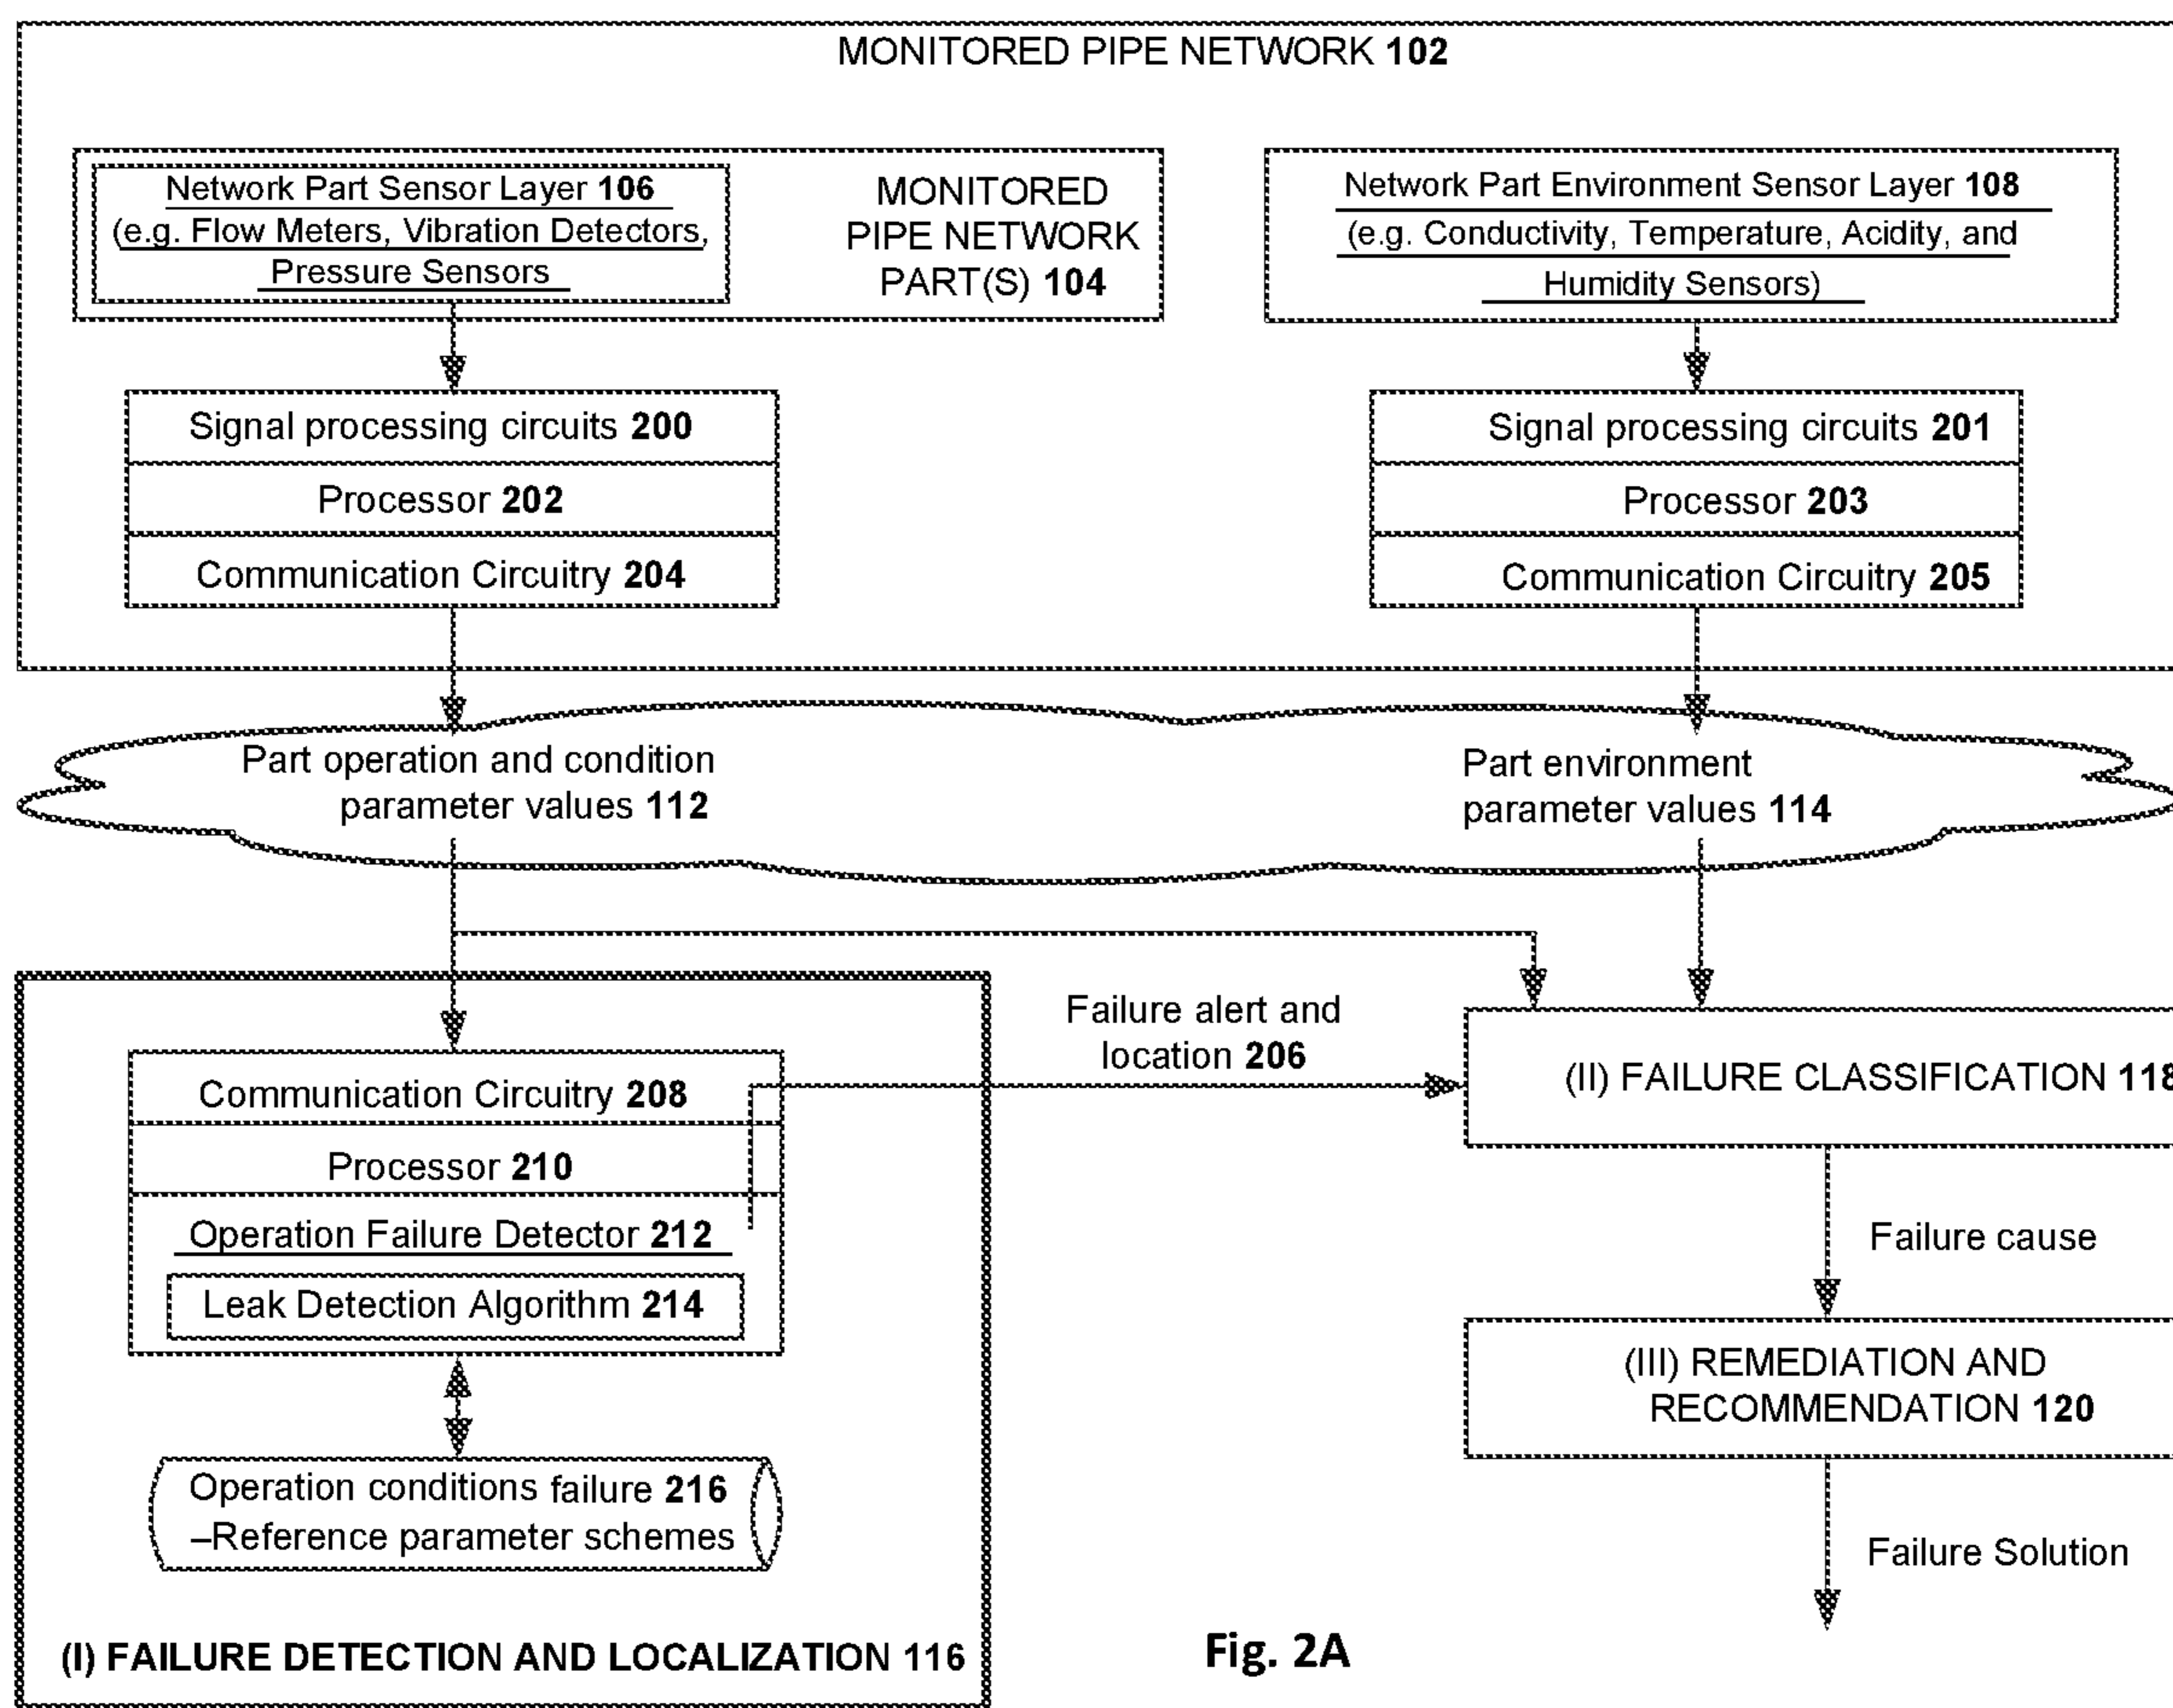 MONITORED PIPE NETWORK 102
Network Part Sensor Layer 106
(e.g. Flow Meters, Vibration Detectors,
Pressure Sensors
MONITORED
PIPE NETWORK
PART(S) 104
Network Part Environment Sensor Layer 108
(e.g. Conductivity, Temperature, Acidity, and
Humidity Sensors)
Signal processing circuits 200
Processor 202
Communication Circuitry 204
Signal processing circuits 201
Processor 203
Communication Circuitry 205
Part operation and condition
parameter values 112
Part environment
parameter values 114
Failure alert and
location 206
Communication Circuitry 208
Processor 210
Operation Failure Detector 212
Leak Detection Algorithm 214
Operation conditions failure 216
–Reference parameter schemes
(I) FAILURE DETECTION AND LOCALIZATION 116
(II) FAILURE CLASSIFICATION 118
Failure cause
(III) REMEDIATION AND
RECOMMENDATION 120
Failure Solution
Fig. 2A